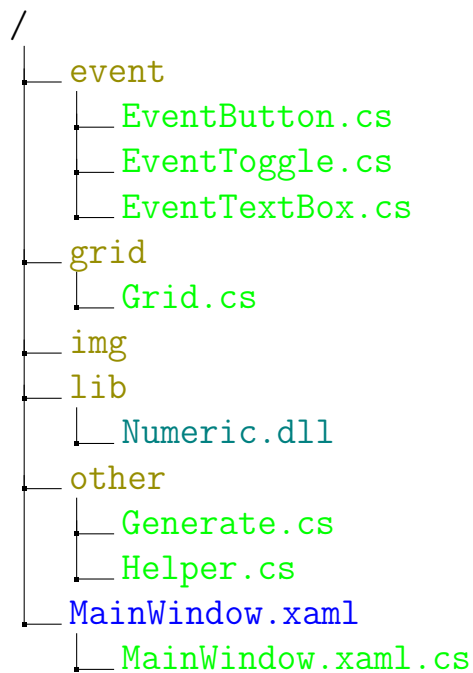 /
event
EventButton.cs
EventToggle.cs
EventTextBox.cs
grid
Grid.cs
img
lib
Numeric.dll
other
Generate.cs
Helper.cs
MainWindow.xaml
MainWindow.xaml.cs